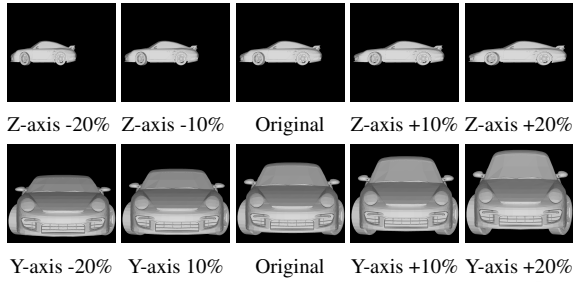 Z-axis -20% Z-axis -10% Original Z-axis +10% Z-axis +20%
Y-axis -20% Y-axis 10% Original Y-axis +10% Y-axis +20%